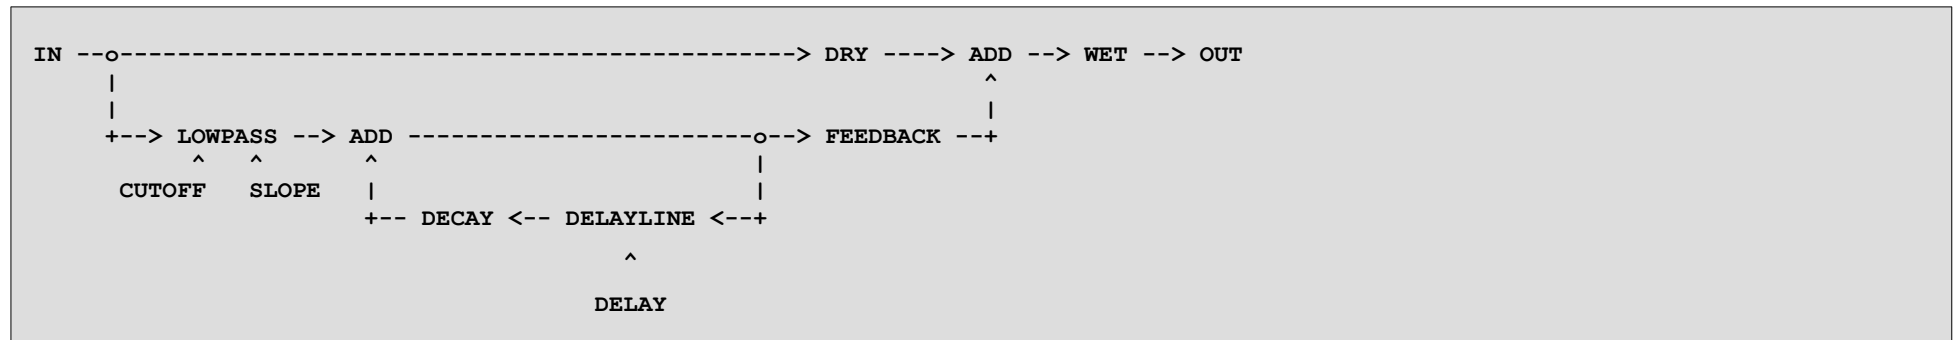 IN --o-----------------------------------------------> DRY ----> ADD --> WET --> OUT
     |                                                            ^
     |                                                            |
     +--> LOWPASS --> ADD ------------------------o--> FEEDBACK --+
           ^   ^       ^                          |
      CUTOFF   SLOPE   |                          |
                       +-- DECAY <-- DELAYLINE <--+
                                         ^
                                       DELAY